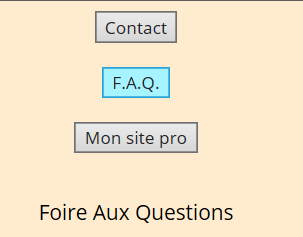 Contact
F.A.Q.
Mon site pro
Foire Aux Questions